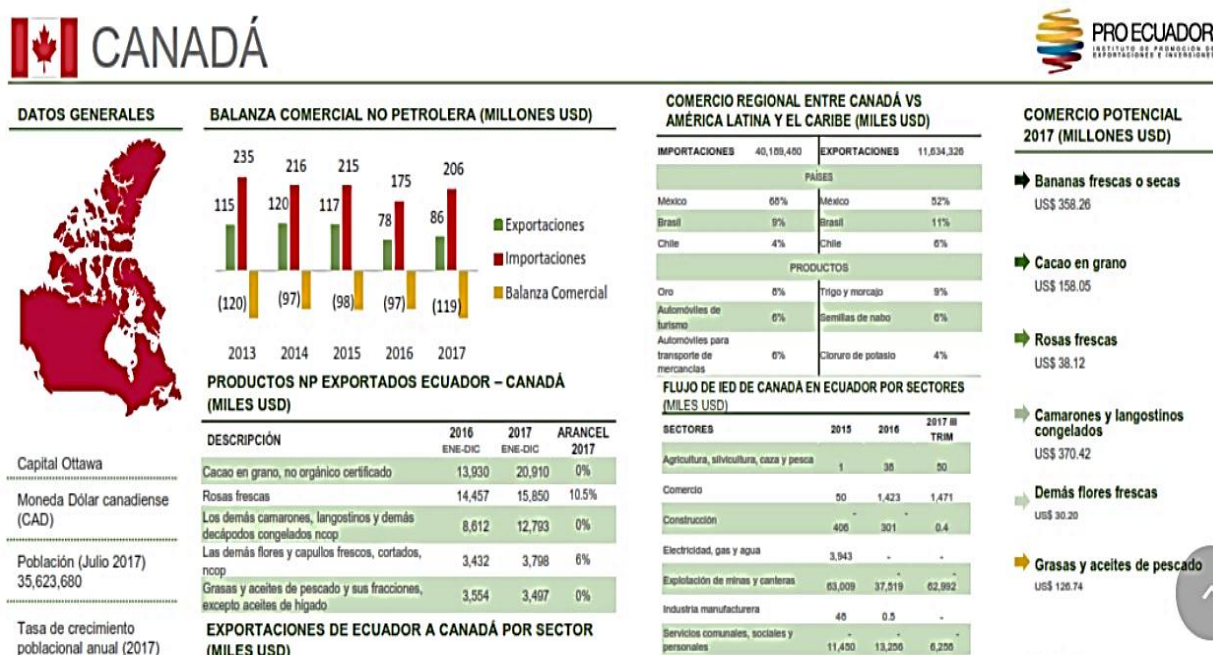 CANADÁ
PRO ECUADOR
INSTITUTO DE PROMOCIÓN DE
EXPORTACIONES E INVERSIONES
DATOS GENERALES
Capital Ottawa
Moneda Dólar canadiense
(CAD)
Población (Julio 2017)
35,623,680
Tasa de crecimiento
poblacional anual (2017)
BALANZA COMERCIAL NO PETROLERA (MILLONES USD)
235 216 215 175 206
115 120 117 78 86
(120) (97) (98) (97) (119)
2013 2014 2015 2016 2017
Exportaciones
Importaciones
Balanza Comercial
PRODUCTOS NP EXPORTADOS ECUADOR – CANADÁ
(MILES USD)
DESCRIPCIÓN 2016 ENE-DIC 2017 ENE-DIC ARANCEL 2017
Cacao en grano, no orgánico certificado 13,930 20,910 0%
Rosas frescas 14,457 15,850 10.5%
Los demás camarones, langostinos y demás
decápodos congelados ncop 8,612 12,793 0%
Las demás flores y capullos frescos, cortados,
ncop 3,432 3,798 6%
Grasas y aceites de pescado y sus fracciones,
excepto aceites de hígado 3,554 3,497 0%
EXPORTACIONES DE ECUADOR A CANADÁ POR SECTOR
(MILES USD)
COMERCIO REGIONAL ENTRE CANADÁ VS
AMÉRICA LATINA Y EL CARIBE (MILES USD)
IMPORTACIONES 40,189,460 EXPORTACIONES 11,634,326
PAÍSES
México 68% México 52%
Brasil 9% Brasil 11%
Chile 4% Chile 6%
PRODUCTOS
Oro 8% Trigo y morcajo 9%
Automóviles de
turismo 6% Semillas de nabo 6%
Automóviles para
transporte de
mercancías 6% Cloruro de potasio 4%
FLUJO DE IED DE CANADÁ EN ECUADOR POR SECTORES
(MILES USD)
SECTORES 2015 2016 2017 III TRIM
Agricultura, silvicultura, caza y pesca 1 38 50
Comercio 50 1,423 1,471
Construcción - 406 - 301 0.4
Electricidad, gas y agua 3,943 - -
Explotación de minas y canteras 63,009 - 37,519 - 62,992
Industria manufacturera 46 0.5 -
Servicios comunales, sociales y
personales - 11,450 - 13,256 - 6,256
COMERCIO POTENCIAL
2017 (MILLONES USD)
Bananas frescas o secas
US$ 358.26
Cacao en grano
US$ 158.05
Rosas frescas
US$ 38.12
Camarones y langostinos
congelados
US$ 370.42
Demás flores frescas
US$ 30.20
Grasas y aceites de pescado
US$ 126.74